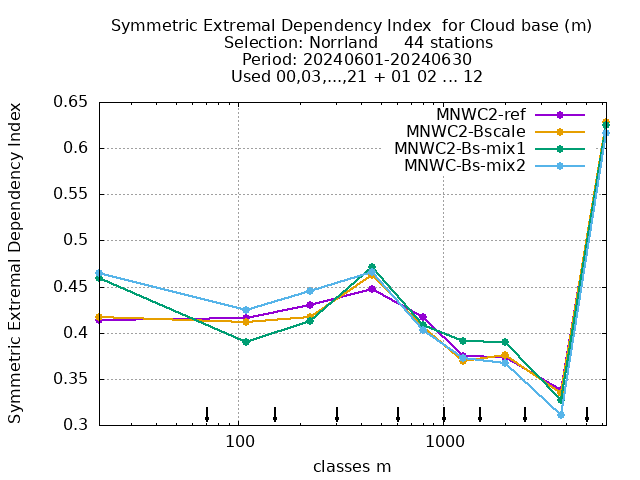 Symmetric Extremal Dependency Index  for Cloud base (m)
Selection: Norrland     44 stations
Period: 20240601-20240630
Used 00,03,...,21 + 01 02 ... 12
Symmetric Extremal Dependency Index
0.65
0.6
0.55
0.5
0.45
0.4
0.35
0.3
MNWC2-ref
MNWC2-Bscale
MNWC2-Bs-mix1
MNWC-Bs-mix2
100
1000
classes m